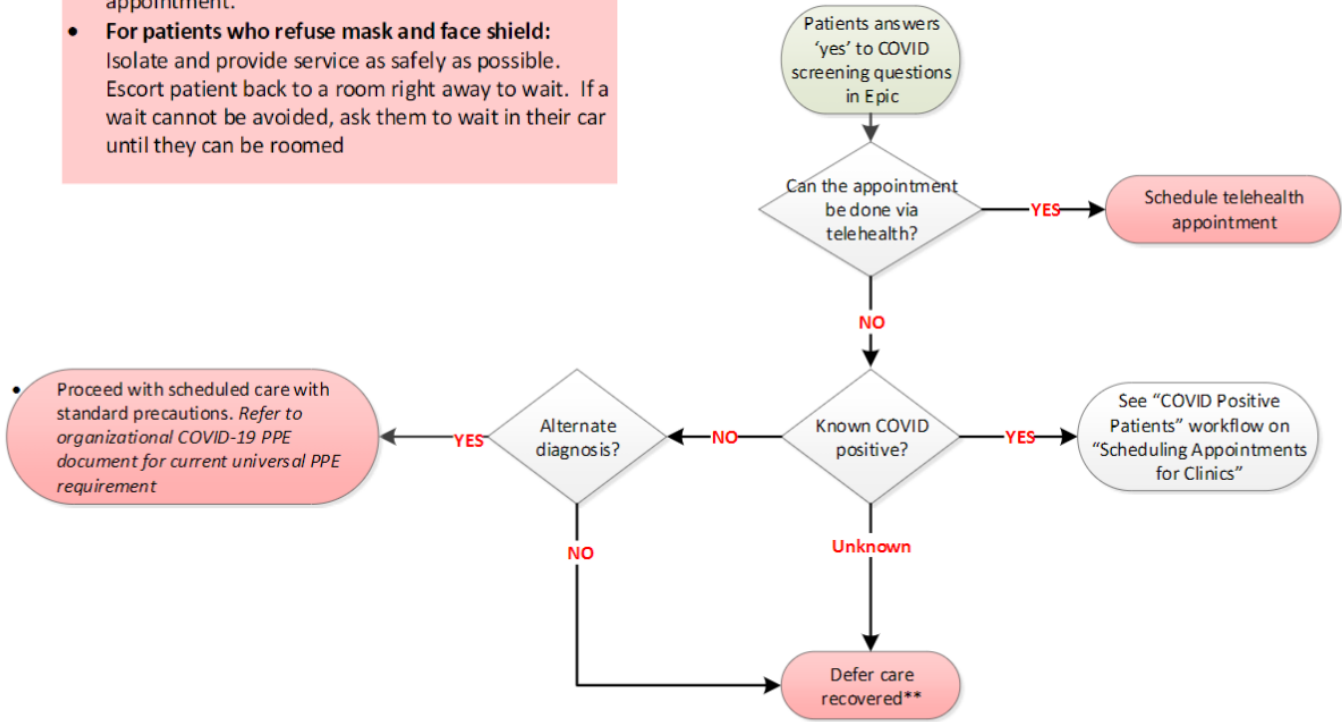 appointment.
• For patients who refuse mask and face shield:
Isolate and provide service as safely as possible.
Escort patient back to a room right away to wait. If a
wait cannot be avoided, ask them to wait in their car
until they can be roomed
Patients answers
‘yes’ to COVID
screening questions
in Epic
Can the appointment
be done via
telehealth?
YES
Schedule telehealth
appointment
NO
• Proceed with scheduled care with
standard precautions. Refer to
organizational COVID-19 PPE
document for current universal PPE
requirement
YES
Alternate
diagnosis?
NO
Known COVID
positive?
YES
See “COVID Positive
Patients” workflow on
“Scheduling Appointments
for Clinics”
NO
Unknown
Defer care
recovered**